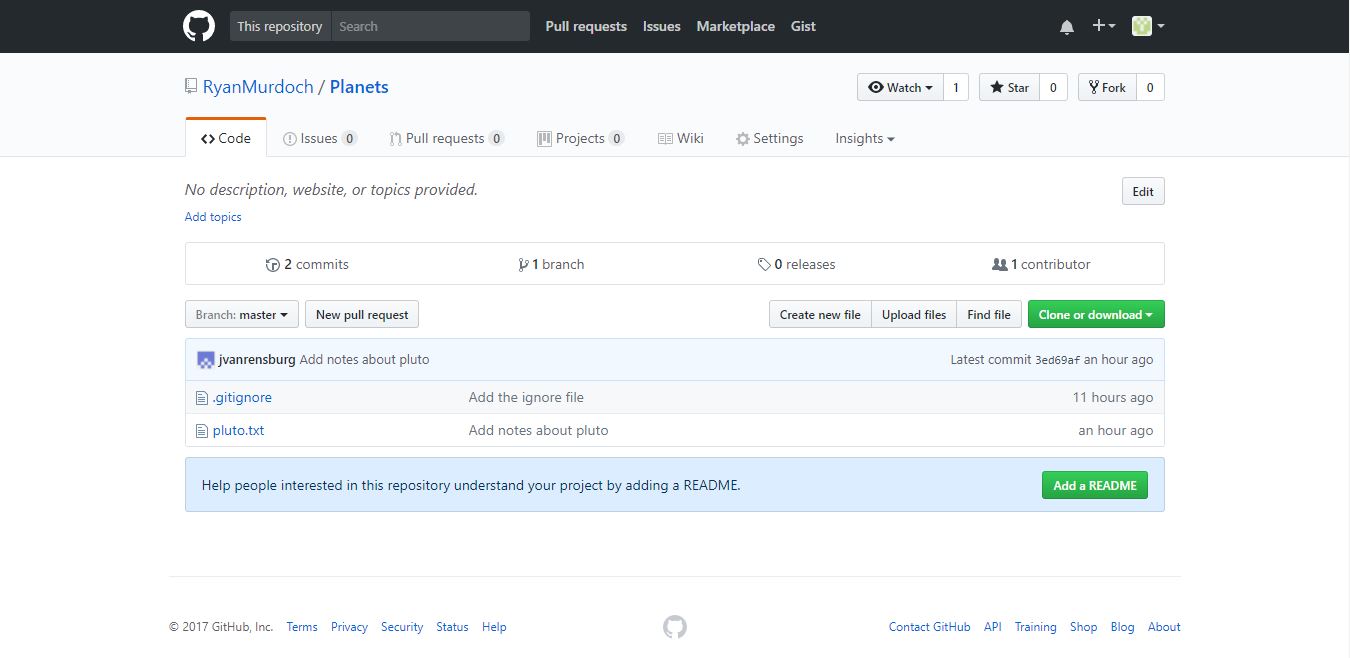 This repository Search Pull requests Issues Marketplace Gist
RyanMurdoch / Planets Watch 1 Star 0 Fork 0
Code Issues 0 Pull requests 0 Projects 0 Wiki Settings Insights
No description, website, or topics provided. Edit
Add topics
2 commits 1 branch 0 releases 1 contributor
Branch: master New pull request Create new file Upload files Find file Clone or download
jvanrensburg Add notes about pluto Latest commit 3ed69af an hour ago
.gitignore Add the ignore file 11 hours ago
pluto.txt Add notes about pluto an hour ago
Help people interested in this repository understand your project by adding a README. Add a README
© 2017 GitHub, Inc. Terms Privacy Security Status Help Contact GitHub API Training Shop Blog About